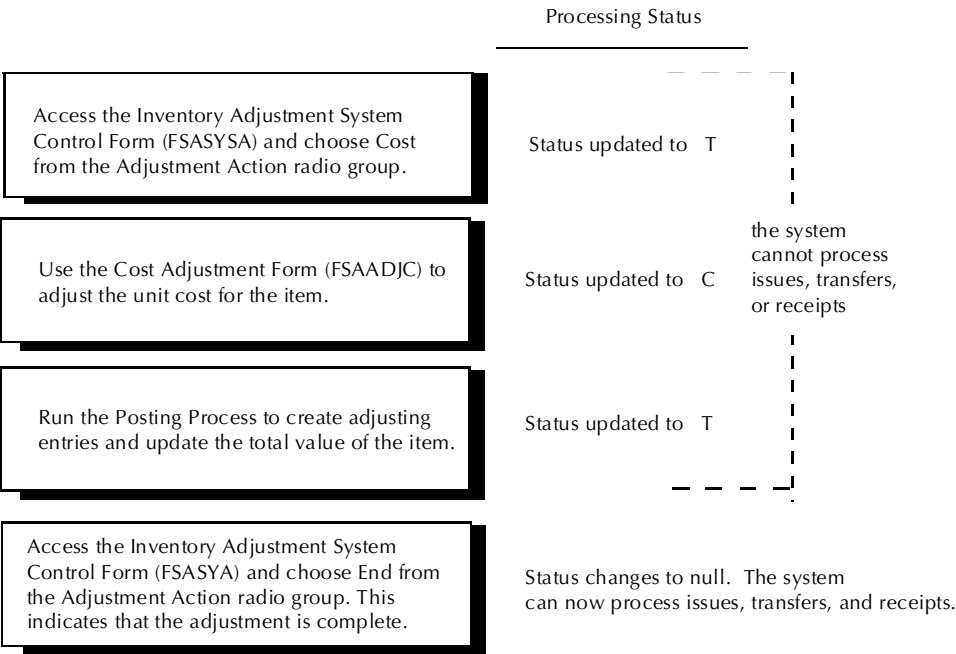 Processing Status
Access the Inventory Adjustment System
Control Form (FSASYSA) and choose Cost
from the Adjustment Action radio group.
Status updated to T
the system
cannot process
issues, transfers,
or receipts
Use the Cost Adjustment Form (FSAADJC) to
adjust the unit cost for the item.
Status updated to C
Run the Posting Process to create adjusting
entries and update the total value of the item.
Status updated to T
Access the Inventory Adjustment System
Control Form (FSASYA) and choose End from
the Adjustment Action radio group. This
indicates that the adjustment is complete.
Status changes to null. The system
can now process issues, transfers, and receipts.